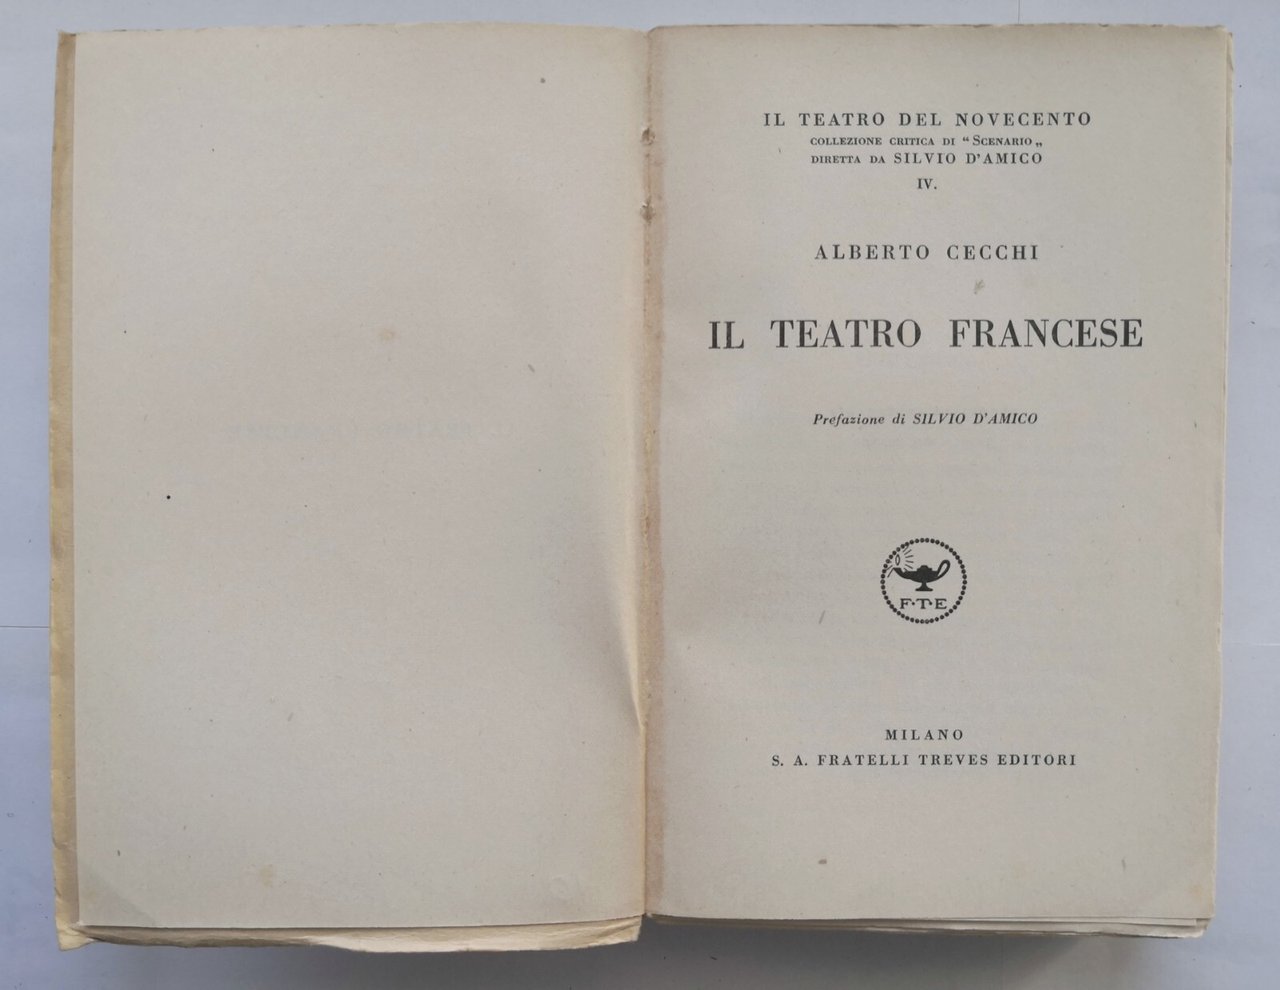 IL TEATRO DEL NOVECENTO
COLLEZIONE CRITICA DI “SCENARIO„
DIRETTA DA SILVIO D'AMICO
IV.
ALBERTO CECCHI
IL TEATRO FRANCESE
Prefazione di SILVIO D'AMICO
F·T·E
MILANO
S. A. FRATELLI TREVES EDITORI